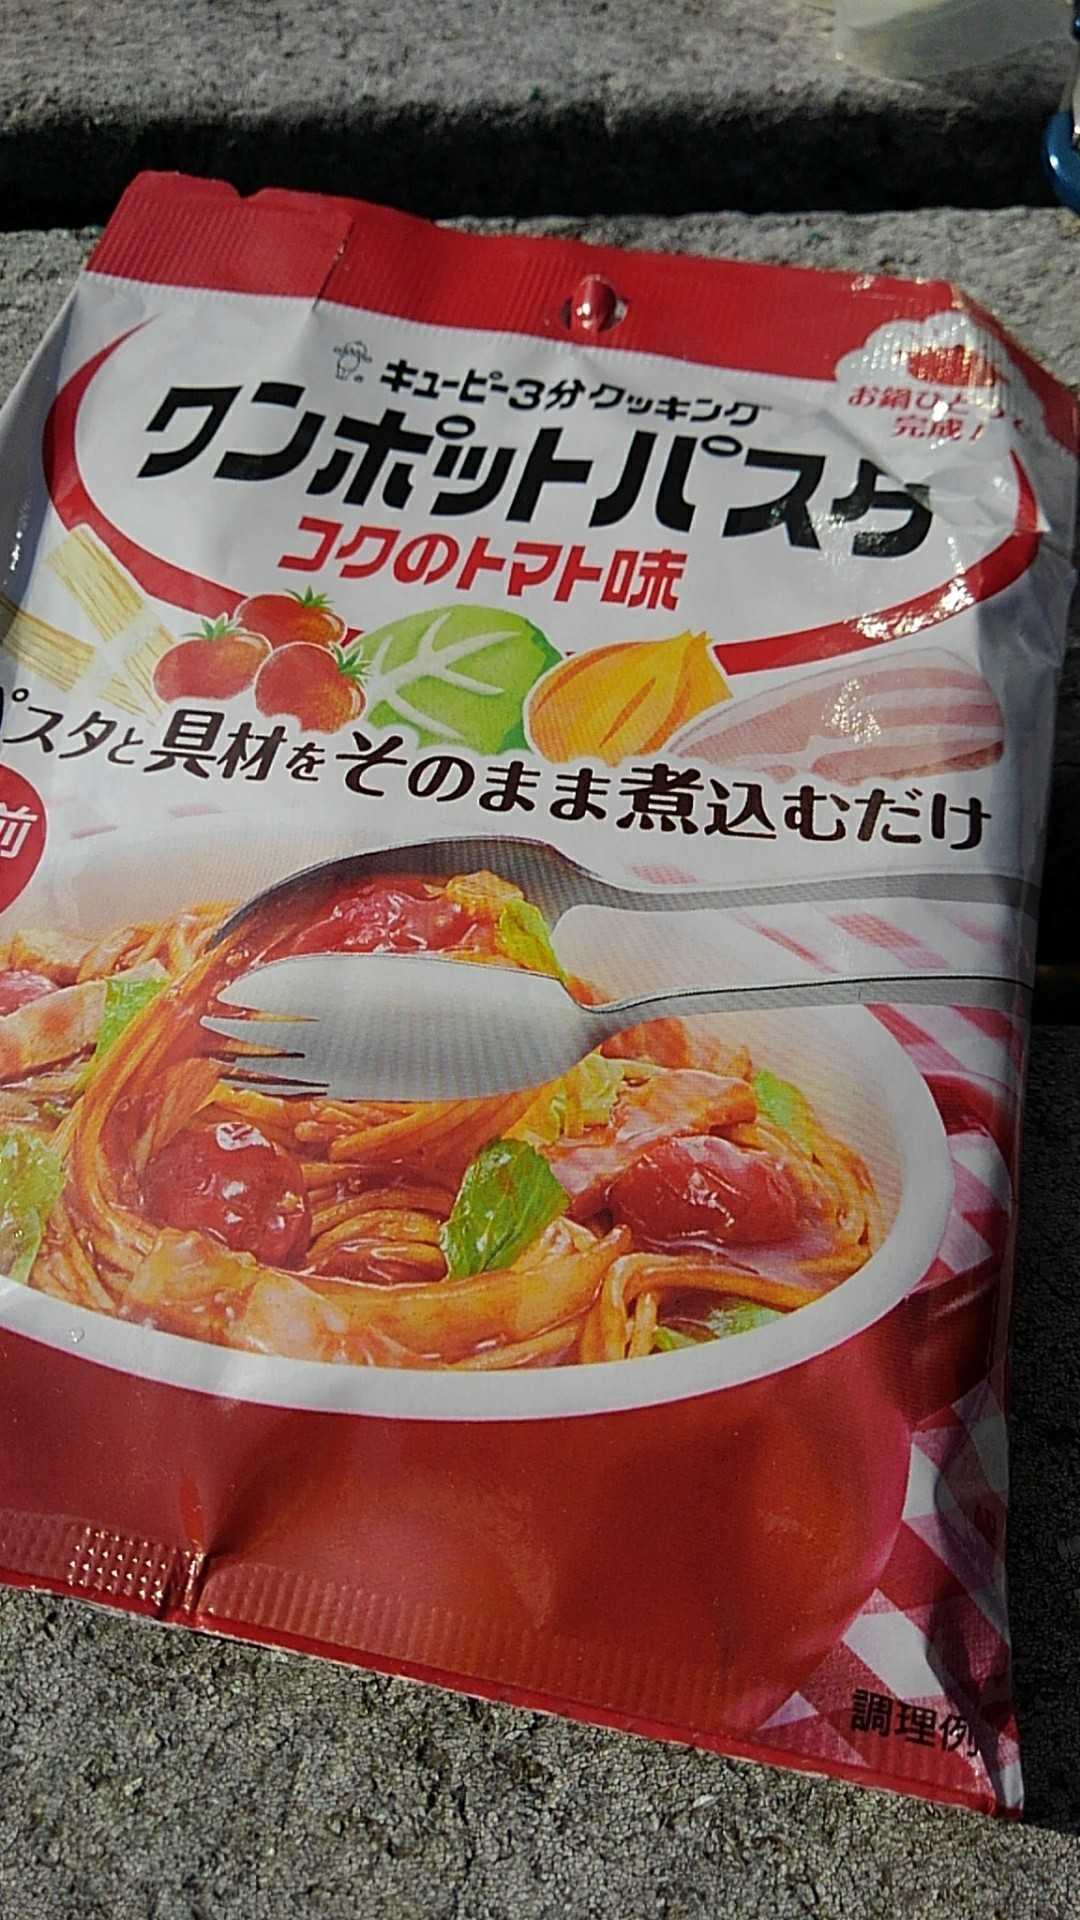 キューピー3分クッキング
お鍋ひとつで
完成!
ワンポットパスタ
コクのトマト味
パスタと具材をそのまま煮込むだけ
前
調理例